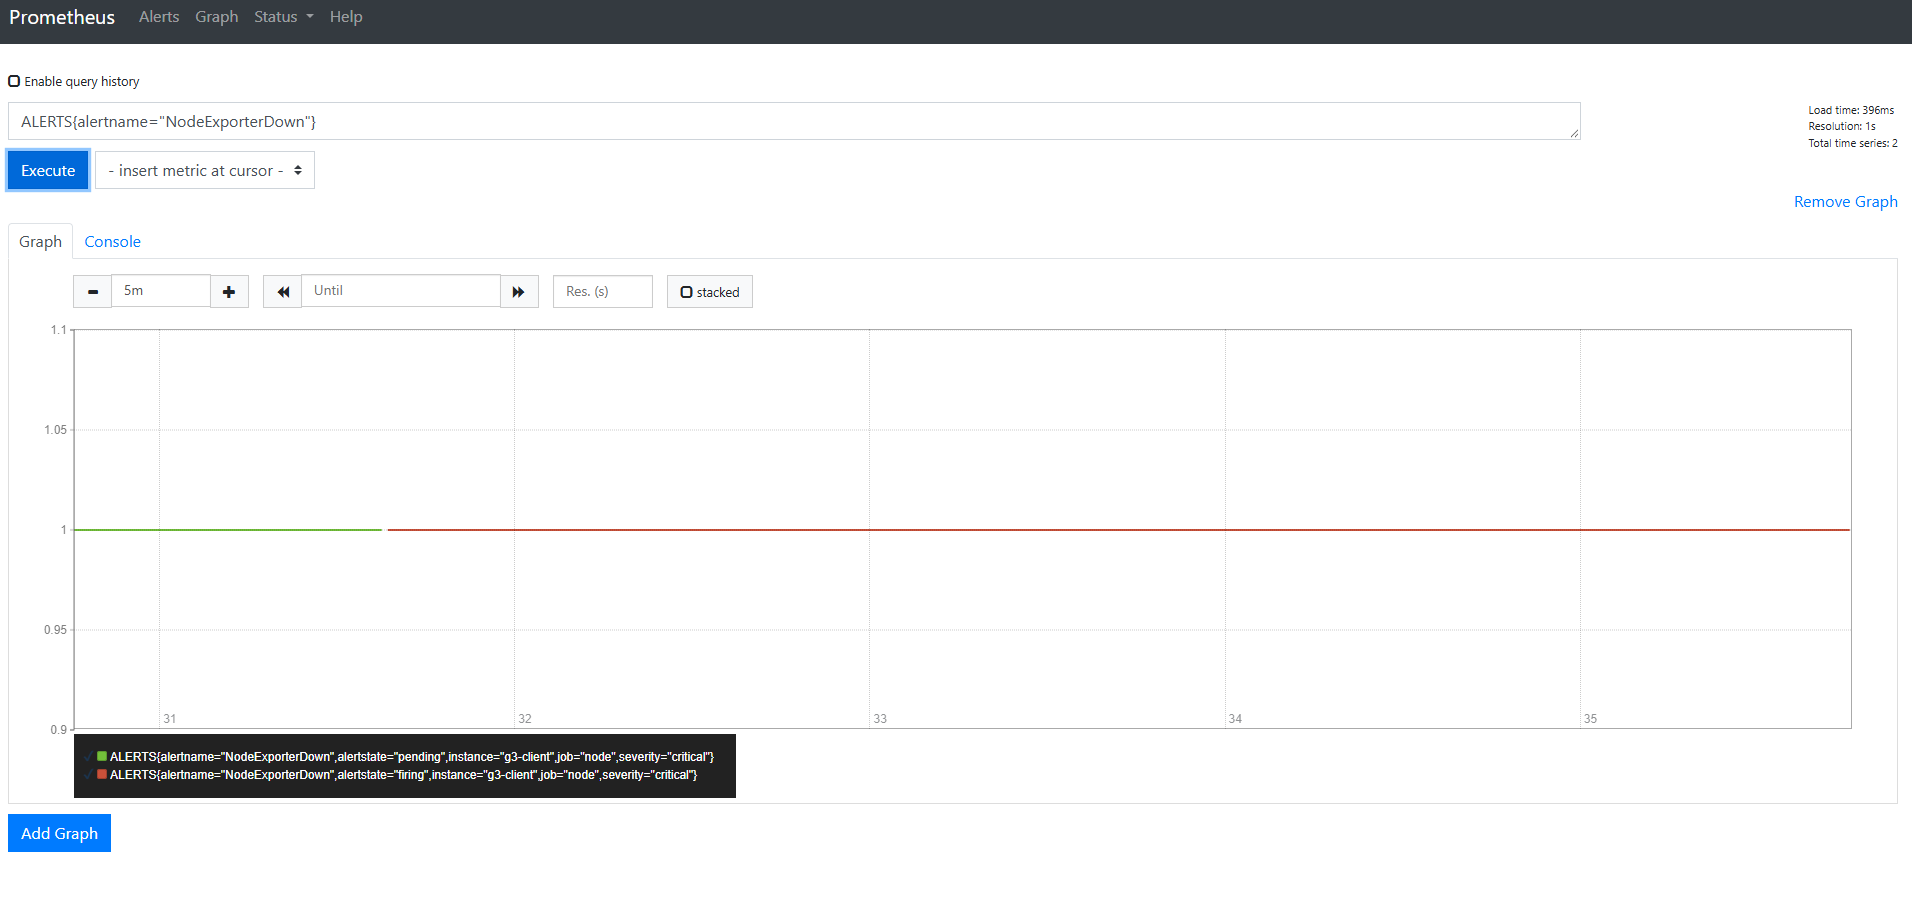 Prometheus Alerts Graph Status Help
Enable query history
ALERTS{alertname="NodeExporterDown"}
Load time: 396ms
Resolution: 1s
Total time series: 2
Execute
- insert metric at cursor -
Remove Graph
Graph Console
5m
Until
Res. (s)
stacked
1.1
1.05
1
0.95
0.9
31 32 33 34 35
ALERTS{alertname="NodeExporterDown",alertstate="pending",instance="g3-client",job="node",severity="critical"}
ALERTS{alertname="NodeExporterDown",alertstate="firing",instance="g3-client",job="node",severity="critical"}
Add Graph